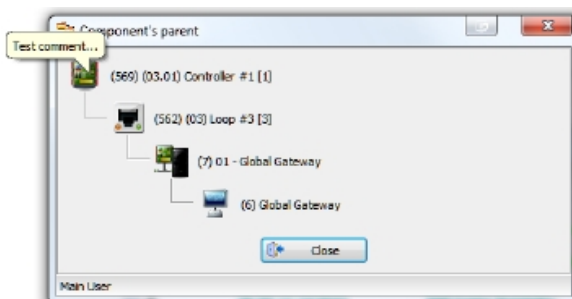 Component's parent
Test comment...
(569) (03.01) Controller #1 [1]
(562) (03) Loop #3 [3]
(7) 01 - Global Gateway
(6) Global Gateway
Close
Main User